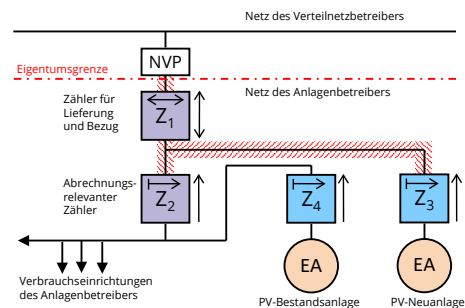 Netz des Verteilnetzbetreibers
NVP
Eigentumsgrenze
Netz des Anlagenbetreibers
Zähler für
Lieferung
und Bezug
Z1
Abrechnungs-
relevanter
Zähler
Z2
Z4
Z3
EA
EA
Verbrauchseinrichtungen
des Anlagenbetreibers
PV-Bestandsanlage
PV-Neuanlage